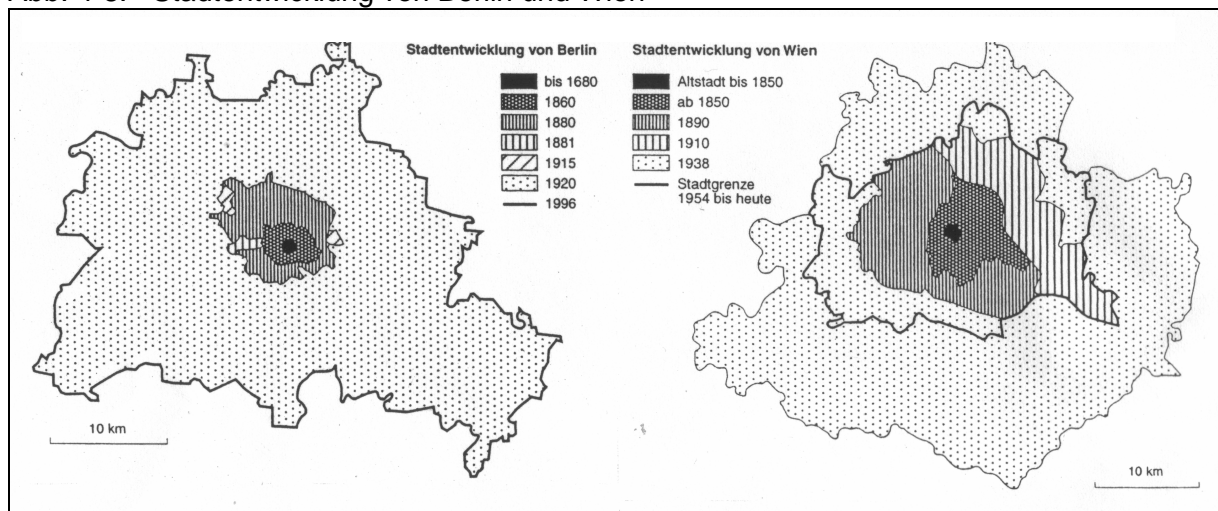 Stadtentwicklung von Berlin
bis 1680
1860
1880
1881
1915
1920
1996
10 km
Stadtentwicklung von Wien
Altstadt bis 1850
ab 1850
1890
1910
1938
Stadtgrenze
1954 bis heute
10 km